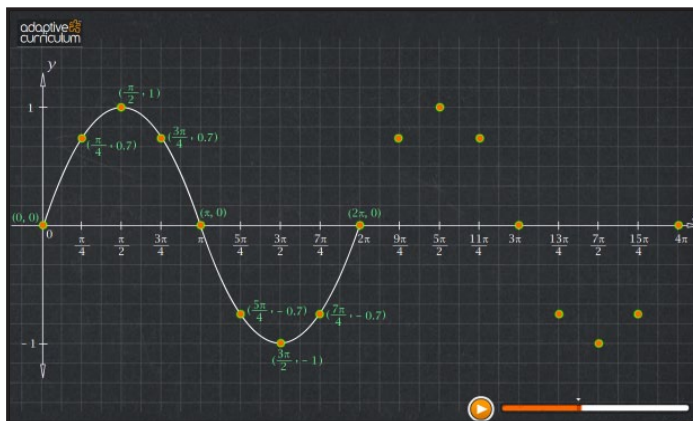 adaptive
curriculum
y
(π/2, 1)
1
(π/4, 0.7)
(3π/4, 0.7)
(0, 0)
(π, 0)
(2π, 0)
0
π/4
π/2
3π/4
π
5π/4
3π/2
7π/4
2π
9π/4
5π/2
11π/4
3π
13π/4
7π/2
15π/4
4π
(5π/4, -0.7)
(7π/4, -0.7)
-1
(3π/2, -1)